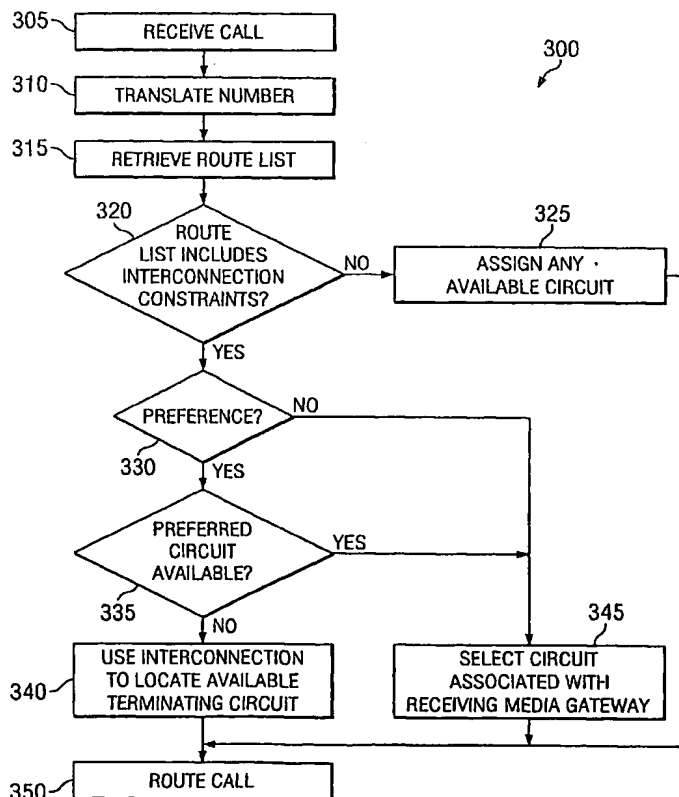 305
RECEIVE CALL
300
310
TRANSLATE NUMBER
315
RETRIEVE ROUTE LIST
320
ROUTE
LIST INCLUDES
INTERCONNECTION
CONSTRAINTS?
NO
325
ASSIGN ANY
AVAILABLE CIRCUIT
YES
PREFERENCE?
NO
330
YES
PREFERRED
CIRCUIT
AVAILABLE?
YES
335
NO
340
USE INTERCONNECTION
TO LOCATE AVAILABLE
TERMINATING CIRCUIT
345
SELECT CIRCUIT
ASSOCIATED WITH
RECEIVING MEDIA GATEWAY
350
ROUTE CALL